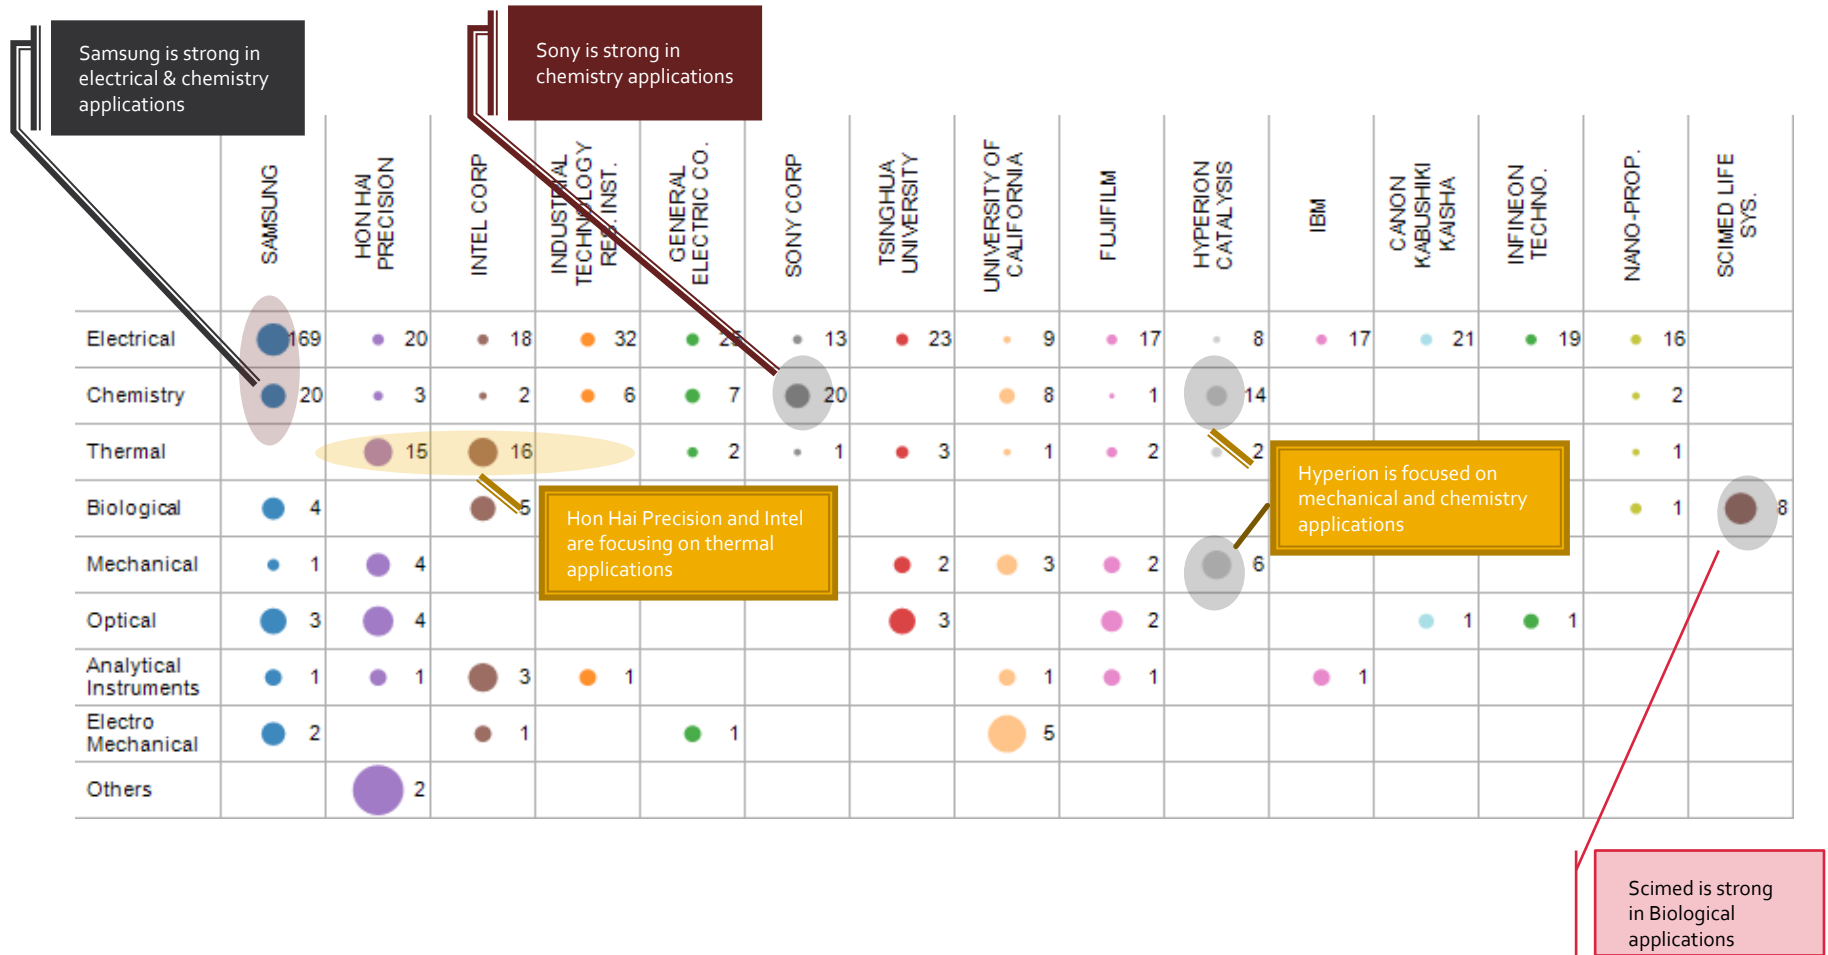 Samsung is strong in
electrical & chemistry
applications
Sony is strong in
chemistry applications
SAMSUNG
HON HAI
PRECISION
INTEL CORP
INDUSTRIAL
TECHNOLOGY
RES. INST.
GENERAL
ELECTRIC CO.
SONY CORP
TSINGHUA
UNIVERSITY
UNIVERSITY OF
CALIFORNIA
FUJIFILM
HYPERION
CATALYSIS
IBM
CANON
KABUSHIKI
KAISHA
INFINEON
TECHNO.
NANO-PROP.
SCIMED LIFE
SYS.
Electrical 169 20 18 32 25 13 23 9 17 8 17 21 19 16
Chemistry 20 3 2 6 7 20 8 1 14 2
Thermal 15 16 2 1 3 1 2 2 1
Biological 4 5 1 8
Mechanical 1 4 2 3 2 6
Optical 3 4 3 2 1 1
Analytical
Instruments 1 1 3 1 1 1 1
Electro
Mechanical 2 1 1 5
Others 2
Hon Hai Precision and Intel
are focusing on thermal
applications
Hyperion is focused on
mechanical and chemistry
applications
Scimed is strong
in Biological
applications